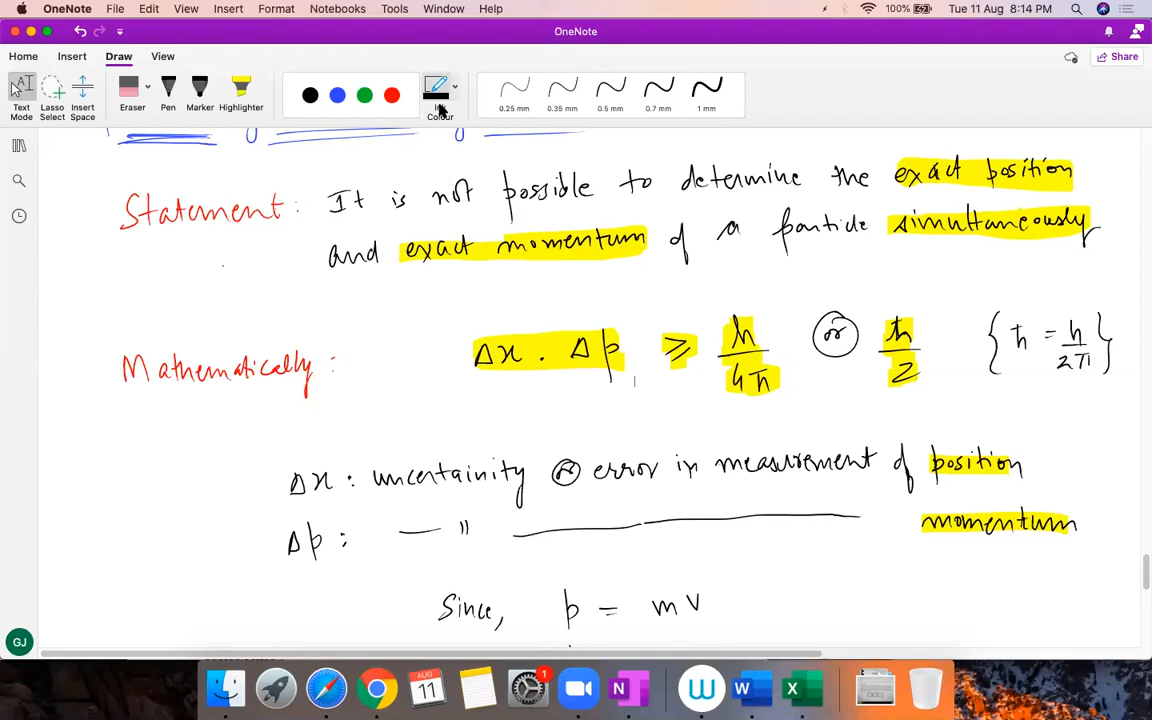 OneNote File Edit View Insert Format Notebooks Tools Window Help 100% Tue 11 Aug 8:14 PM
OneNote
Home Insert Draw View Share
Text Mode Lasso Select Insert Space Eraser Pen Marker Highlighter Ink Colour 0.25 mm 0.35 mm 0.5 mm 0.7 mm 1 mm
Statement: It is not possible to determine the exact position
and exact momentum of a particle simultaneously
Mathematically: Δx . Δp ≥ h/4π or ħ/2 {ħ = h/2π}
Δx : uncertainity or error in measurement of position
Δp : — " — momentum
Since, p = mv
GJ
AUG 11 1 N W W X